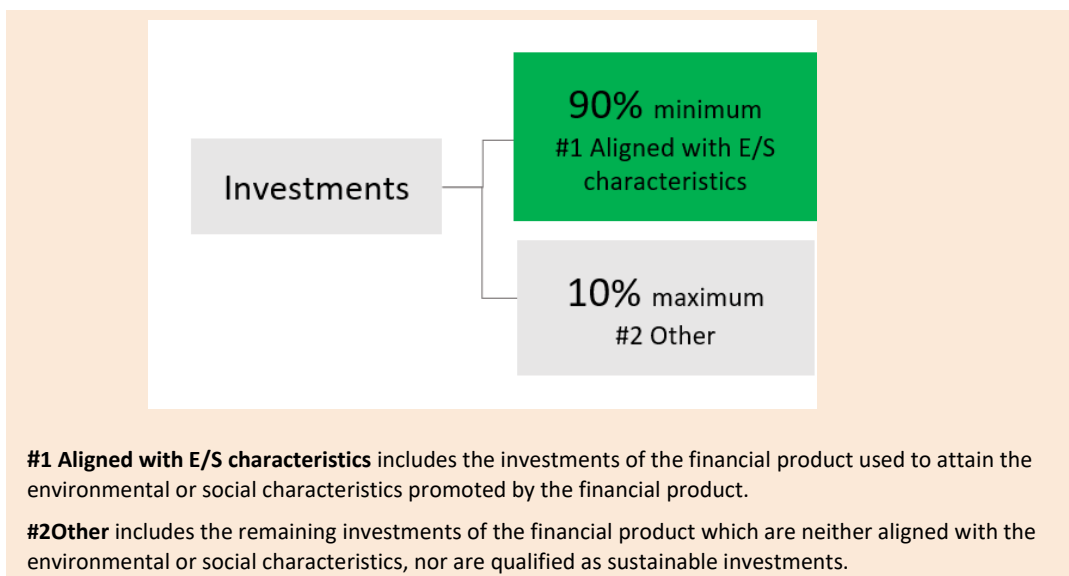 90% minimum
#1 Aligned with E/S
characteristics
Investments
10% maximum
#2 Other
#1 Aligned with E/S characteristics includes the investments of the financial product used to attain the
environmental or social characteristics promoted by the financial product.
#2Other includes the remaining investments of the financial product which are neither aligned with the
environmental or social characteristics, nor are qualified as sustainable investments.